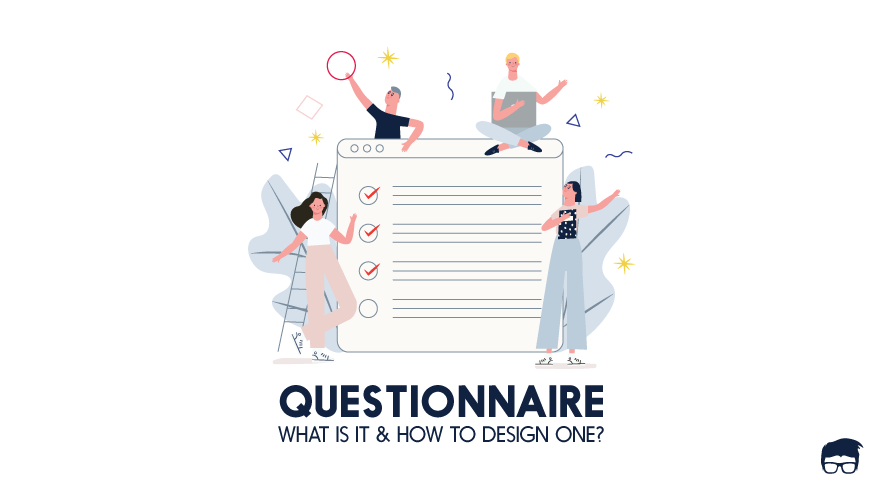 QUESTIONNAIRE
WHAT IS IT & HOW TO DESIGN ONE?